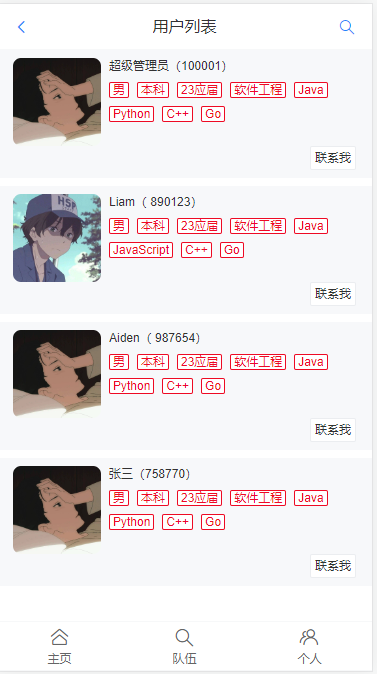 用户列表
超级管理员（100001）
男 本科 23应届 软件工程 Java
Python C++ Go
联系我
HSP
Liam（ 890123）
男 本科 23应届 软件工程 Java
JavaScript C++ Go
联系我
Aiden（ 987654）
男 本科 23应届 软件工程 Java
Python C++ Go
联系我
张三（758770）
男 本科 23应届 软件工程 Java
Python C++ Go
联系我
主页 队伍 个人